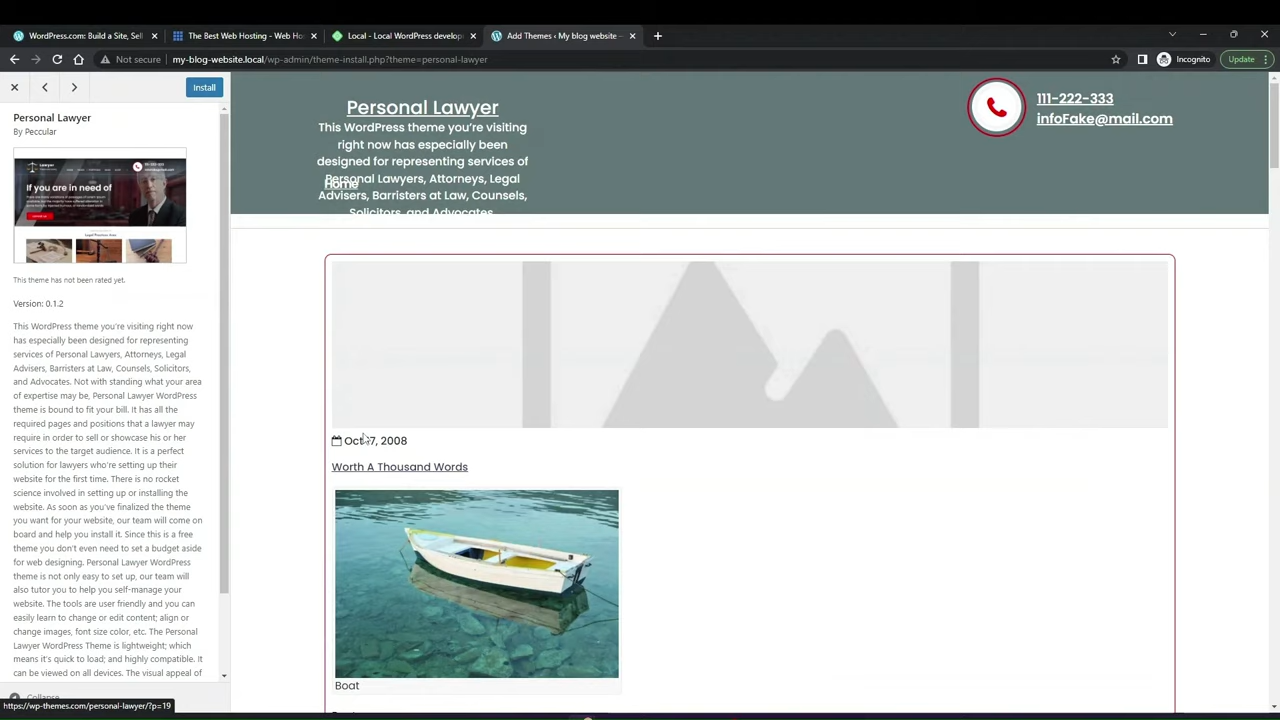 WordPress.com: Build a Site, Sell
The Best Web Hosting - Web Hos
Local - Local WordPress develop
Add Themes ‹ My blog website –
Not secure
my-blog-website.local/wp-admin/theme-install.php?theme=personal-lawyer
Incognito
Update
Install
Personal Lawyer
By Peccular
Lawyer
If you are in need of
Legal Practice Area
This theme has not been rated yet.
Version: 0.1.2
This WordPress theme you're visiting right now
has especially been designed for representing
services of Personal Lawyers, Attorneys, Legal
Advisers, Barristers at Law, Counsels, Solicitors,
and Advocates. Not with standing what your area
of expertise may be, Personal Lawyer WordPress
theme is bound to fit your bill. It has all the
required pages and positions that a lawyer may
require in order to sell or showcase his or her
services to the target audience. It is a perfect
solution for lawyers who're setting up their
website for the first time. There is no rocket
science involved in setting up or installing the
website. As soon as you've finalized the theme
you want for your website, our team will come on
board and help you install it. Since this is a free
theme you don't even need to set a budget aside
for web designing. Personal Lawyer WordPress
theme is not only easy to set up, our team will
also tutor you to help you self-manage your
website. The tools are user friendly and you can
easily learn to change or edit content; align or
change images, font size color, etc. The Personal
Lawyer WordPress Theme is lightweight; which
means it's quick to load; and highly compatible. It
can be viewed on all devices. The visual appeal of
Collapse
https://wp-themes.com/personal-lawyer/?p=19
Personal Lawyer
This WordPress theme you're visiting
right now has especially been
designed for representing services of
Personal Lawyers, Attorneys, Legal
Home
Advisers, Barristers at Law, Counsels,
Solicitors, and Advocates
111-222-333
infoFake@mail.com
Oct 17, 2008
Worth A Thousand Words
Boat